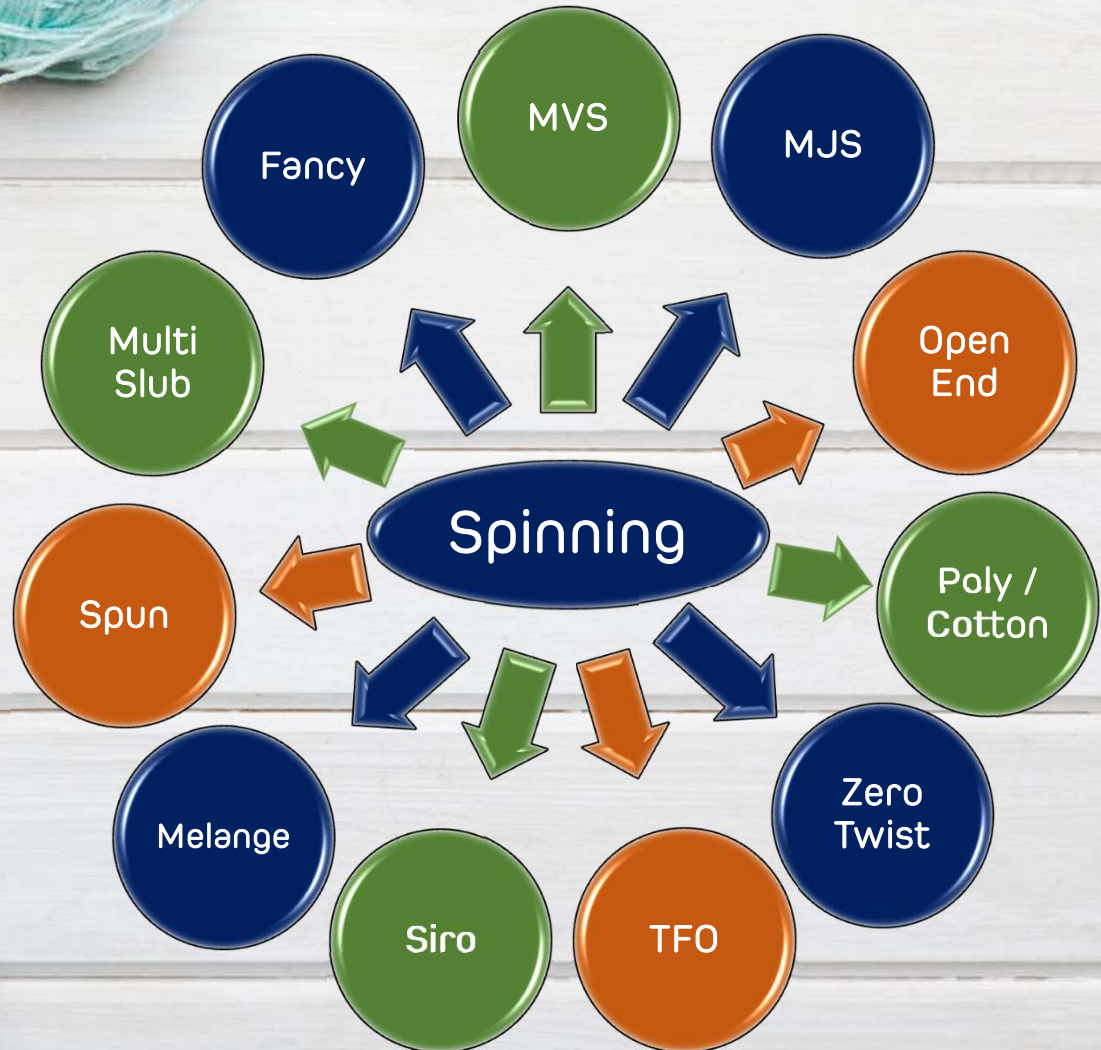 MVS
MJS
Fancy
Open
End
Multi
Slub
Spinning
Poly /
Cotton
Spun
Zero
Twist
Melange
Siro
TFO